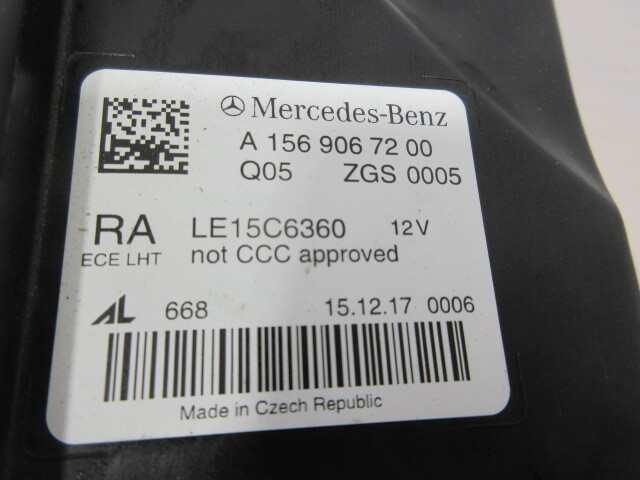 Mercedes-Benz
A 156 906 72 00
Q05 ZGS 0005
RA LE15C6360 12V
ECE LHT not CCC approved
AL 668 15.12.17 0006
Made in Czech Republic